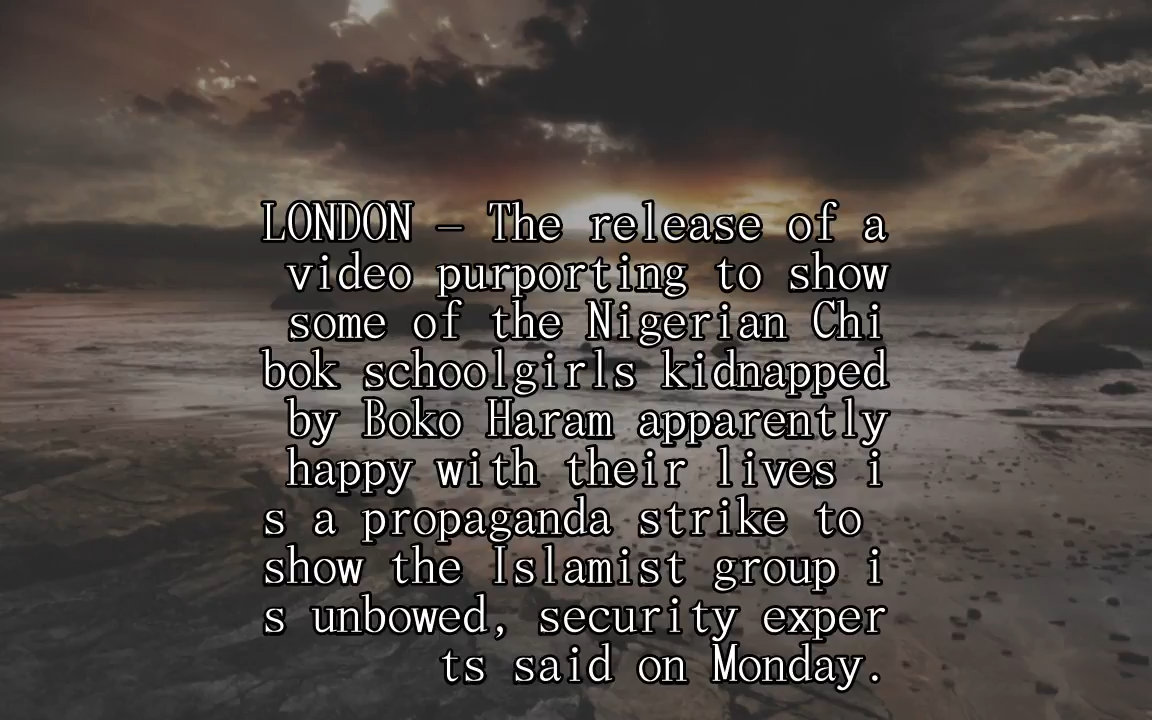 LONDON — The release of a
video purporting to show
some of the Nigerian Chi
bok schoolgirls kidnapped
by Boko Haram apparently
happy with their lives i
s a propaganda strike to
show the Islamist group i
s unbowed, security exper
ts said on Monday.